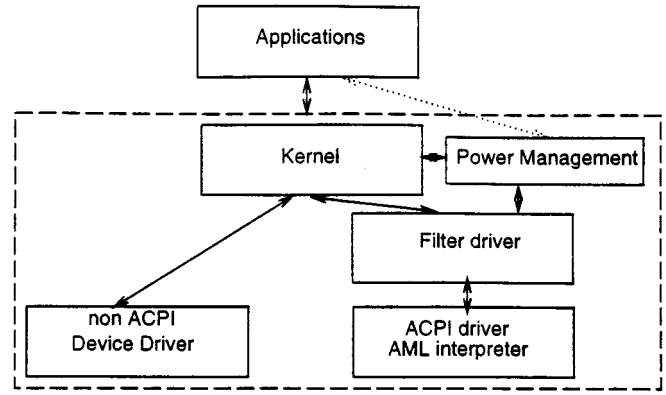 Applications
Kernel
Power Management
Filter driver
non ACPI
Device Driver
ACPI driver
AML interpreter